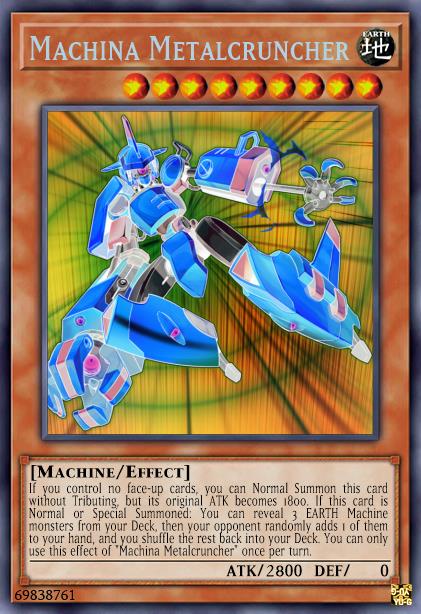 MACHINA METALCRUNCHER
EARTH
地
[MACHINE/EFFECT]
If you control no face-up cards, you can Normal Summon this card
without Tributing, but its original ATK becomes 1800. If this card is
Normal or Special Summoned: You can reveal 3 EARTH Machine
monsters from your Deck, then your opponent randomly adds 1 of them
to your hand, and you shuffle the rest back into your Deck. You can only
use this effect of "Machina Metalcruncher" once per turn.
ATK/2800 DEF/ 0
69838761